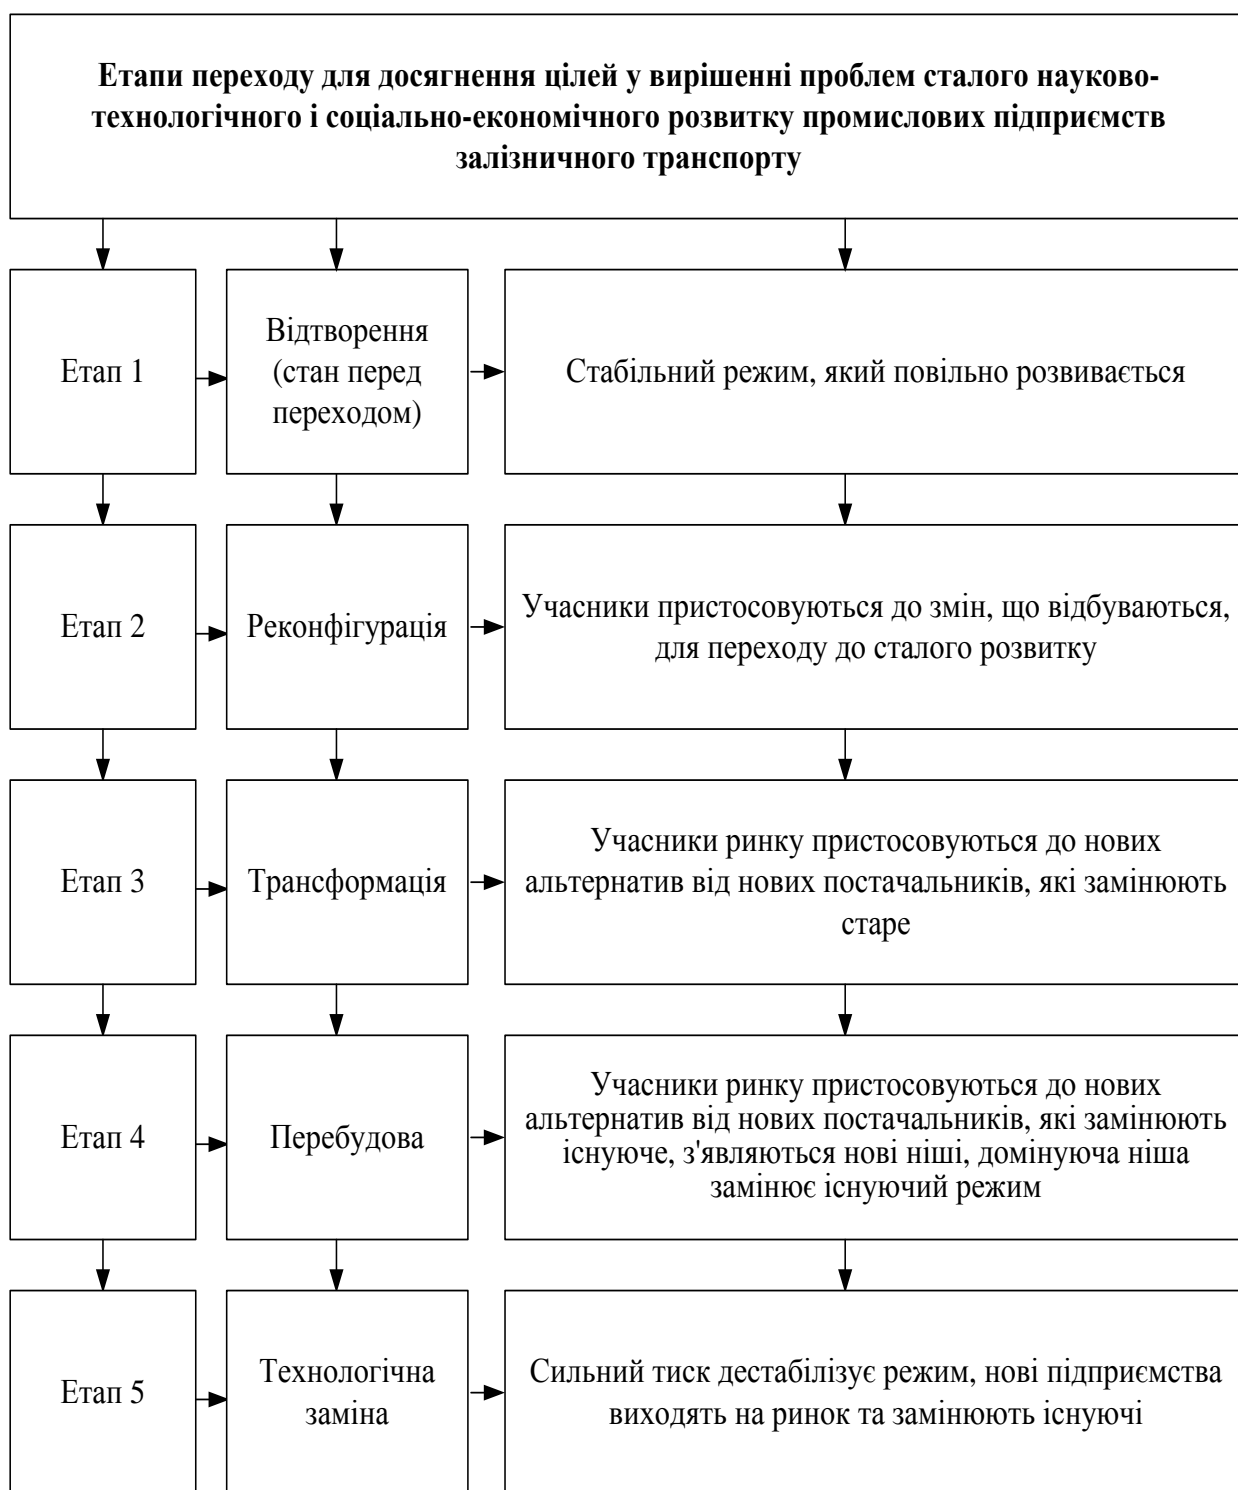 Етапи переходу для досягнення цілей у вирішенні проблем сталого науково-
технологічного і соціально-економічного розвитку промислових підприємств
залізничного транспорту
Етап 1
Відтворення
(стан перед
переходом)
Стабільний режим, який повільно розвивається
Етап 2
Реконфігурація
Учасники пристосовуються до змін, що відбуваються,
для переходу до сталого розвитку
Етап 3
Трансформація
Учасники ринку пристосовуються до нових
альтернатив від нових постачальників, які замінюють
старе
Етап 4
Перебудова
Учасники ринку пристосовуються до нових
альтернатив від нових постачальників, які замінюють
існуюче, з'являються нові ніші, домінуюча ніша
замінює існуючий режим
Етап 5
Технологічна
заміна
Сильний тиск дестабілізує режим, нові підприємства
виходять на ринок та замінюють існуючі